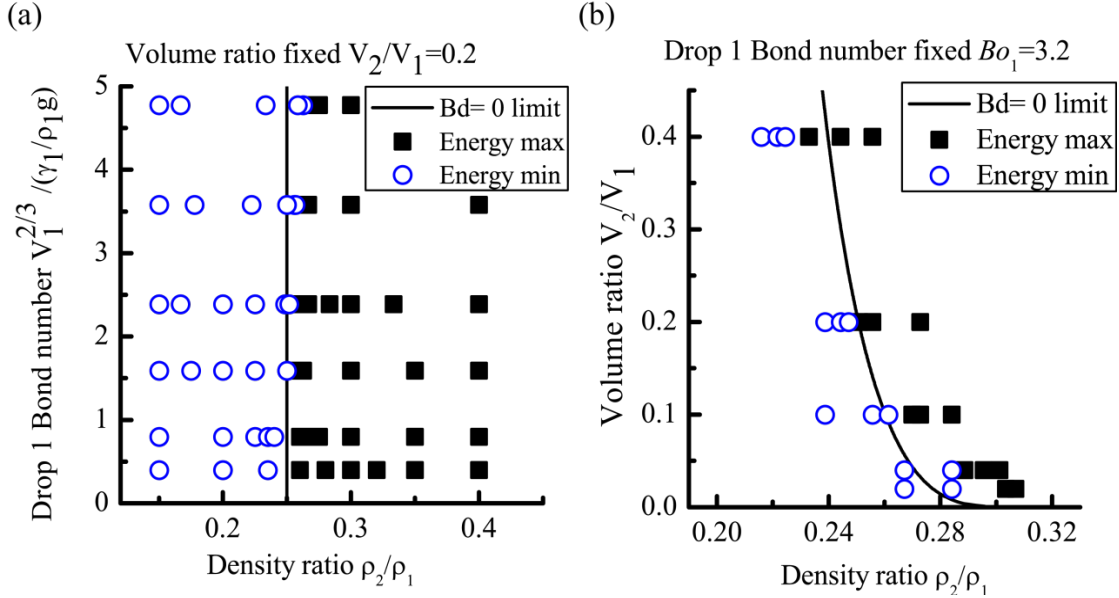 (a)
Volume ratio fixed V₂/V₁=0.2
Drop 1 Bond number V₁^2/3 /(γ₁/ρ₁g)
5
4
3
2
1
0
Bd= 0 limit
Energy max
Energy min
0.2
0.3
0.4
Density ratio ρ₂/ρ₁
(b)
Drop 1 Bond number fixed Bo₁=3.2
Volume ratio V₂/V₁
0.4
0.3
0.2
0.1
0.0
Bd= 0 limit
Energy max
Energy min
0.20
0.24
0.28
0.32
Density ratio ρ₂/ρ₁